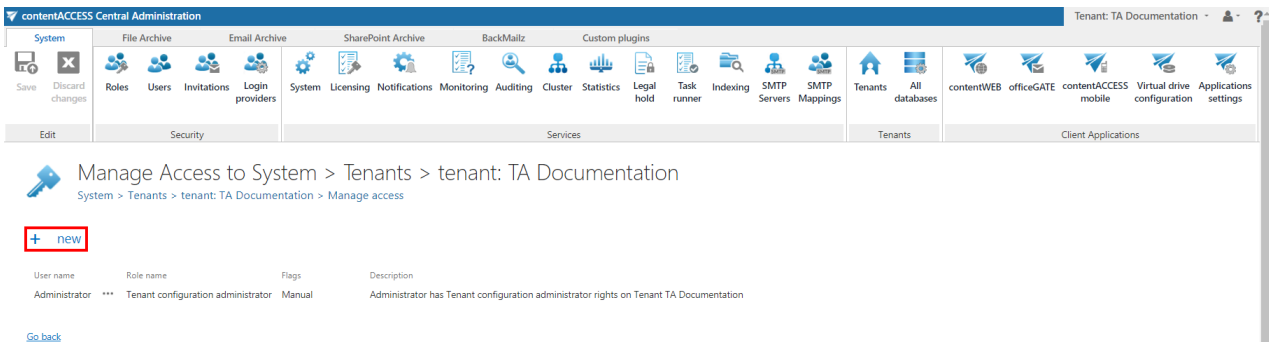 contentACCESS Central Administration
Tenant: TA Documentation
?
System File Archive Email Archive SharePoint Archive BackMailz Custom plugins
Save Discard changes Roles Users Invitations Login providers System Licensing Notifications Monitoring Auditing Cluster Statistics Legal hold Task runner Indexing SMTP Servers SMTP Mappings Tenants All databases contentWEB officeGATE contentACCESS mobile Virtual drive configuration Applications settings
Edit Security Services Tenants Client Applications
Manage Access to System > Tenants > tenant: TA Documentation
System > Tenants > tenant: TA Documentation > Manage access
+ new
User name Role name Flags Description
Administrator ••• Tenant configuration administrator Manual Administrator has Tenant configuration administrator rights on Tenant TA Documentation
Go back